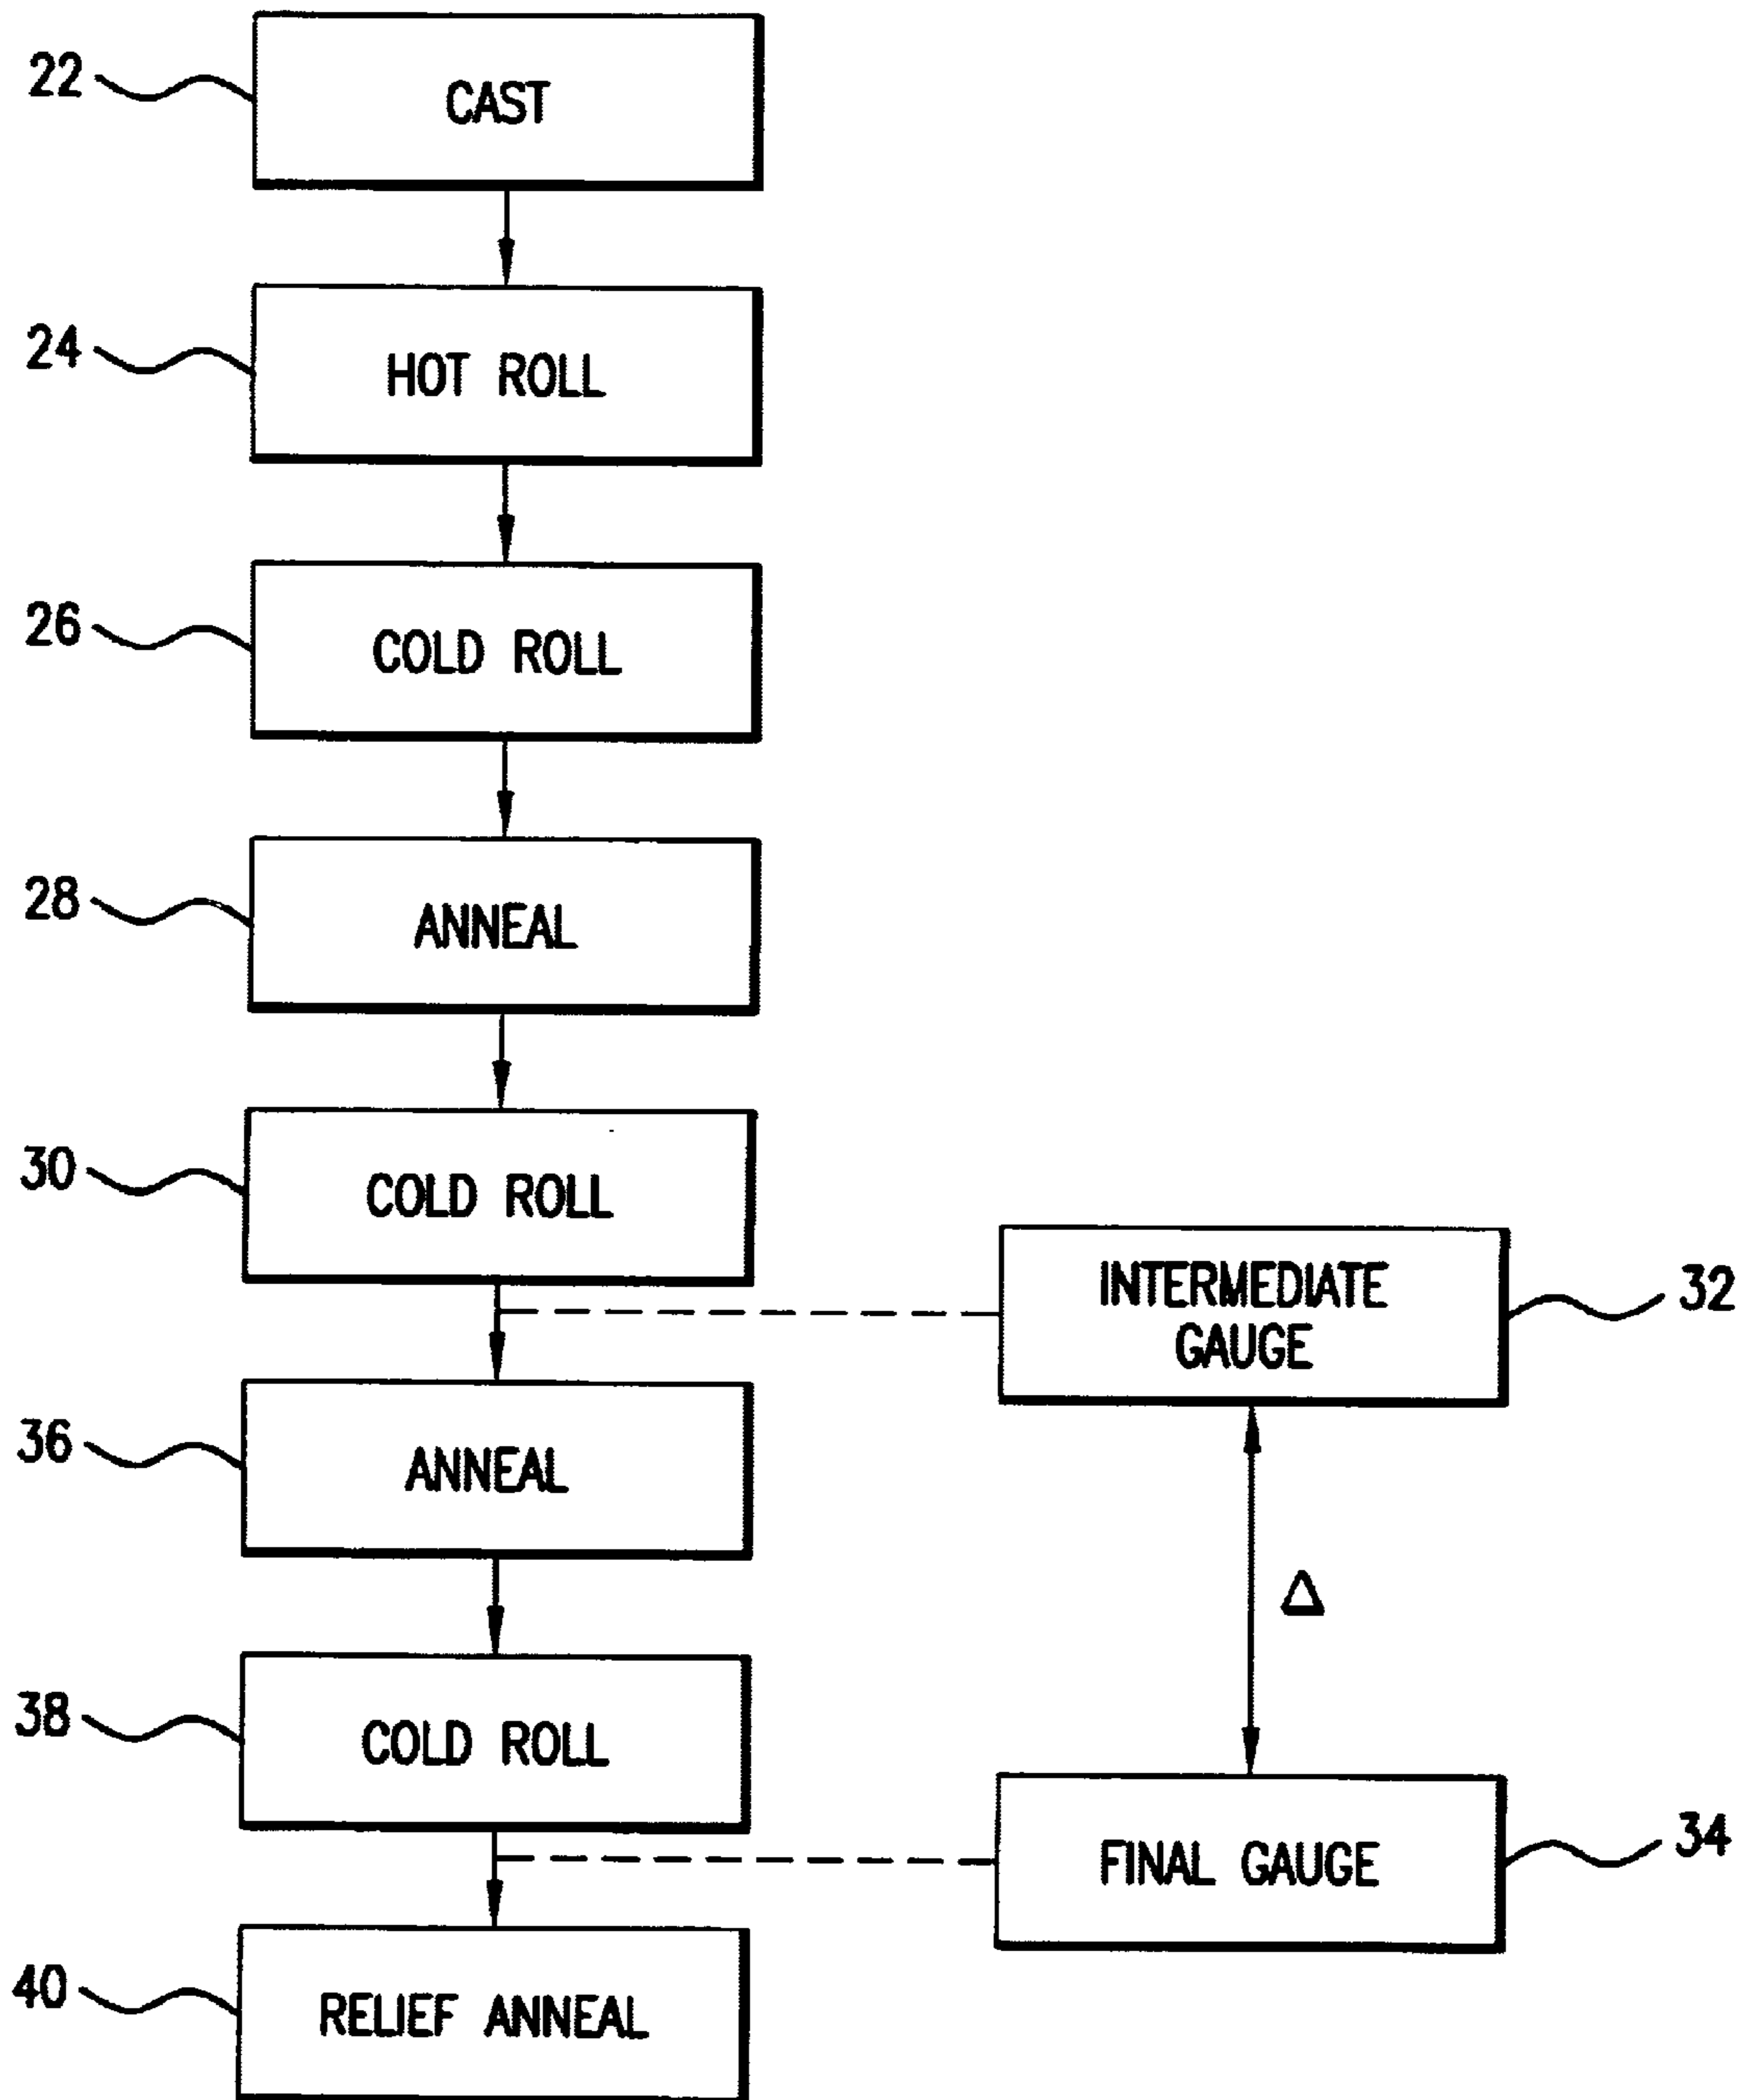 22
CAST
24
HOT ROLL
26
COLD ROLL
28
ANNEAL
30
COLD ROLL
INTERMEDIATE
GAUGE
32
36
ANNEAL
Δ
38
COLD ROLL
FINAL GAUGE
34
40
RELIEF ANNEAL